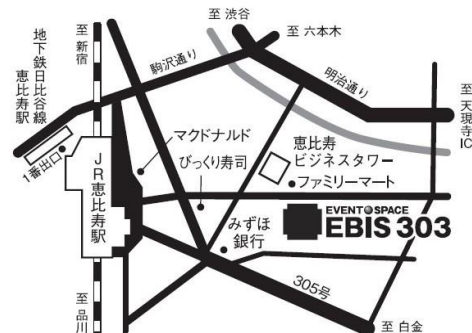 至 渋谷
至 六本木
至 新宿
駒沢通り
明治通り
至 天現寺IC
地下鉄日比谷線
恵比寿駅
1番出口
JR恵比寿駅
マクドナルド
びっくり寿司
恵比寿
ビジネスタワー
ファミリーマート
みずほ
銀行
EVENT SPACE
EBIS 303
305号
至 品川
至 白金